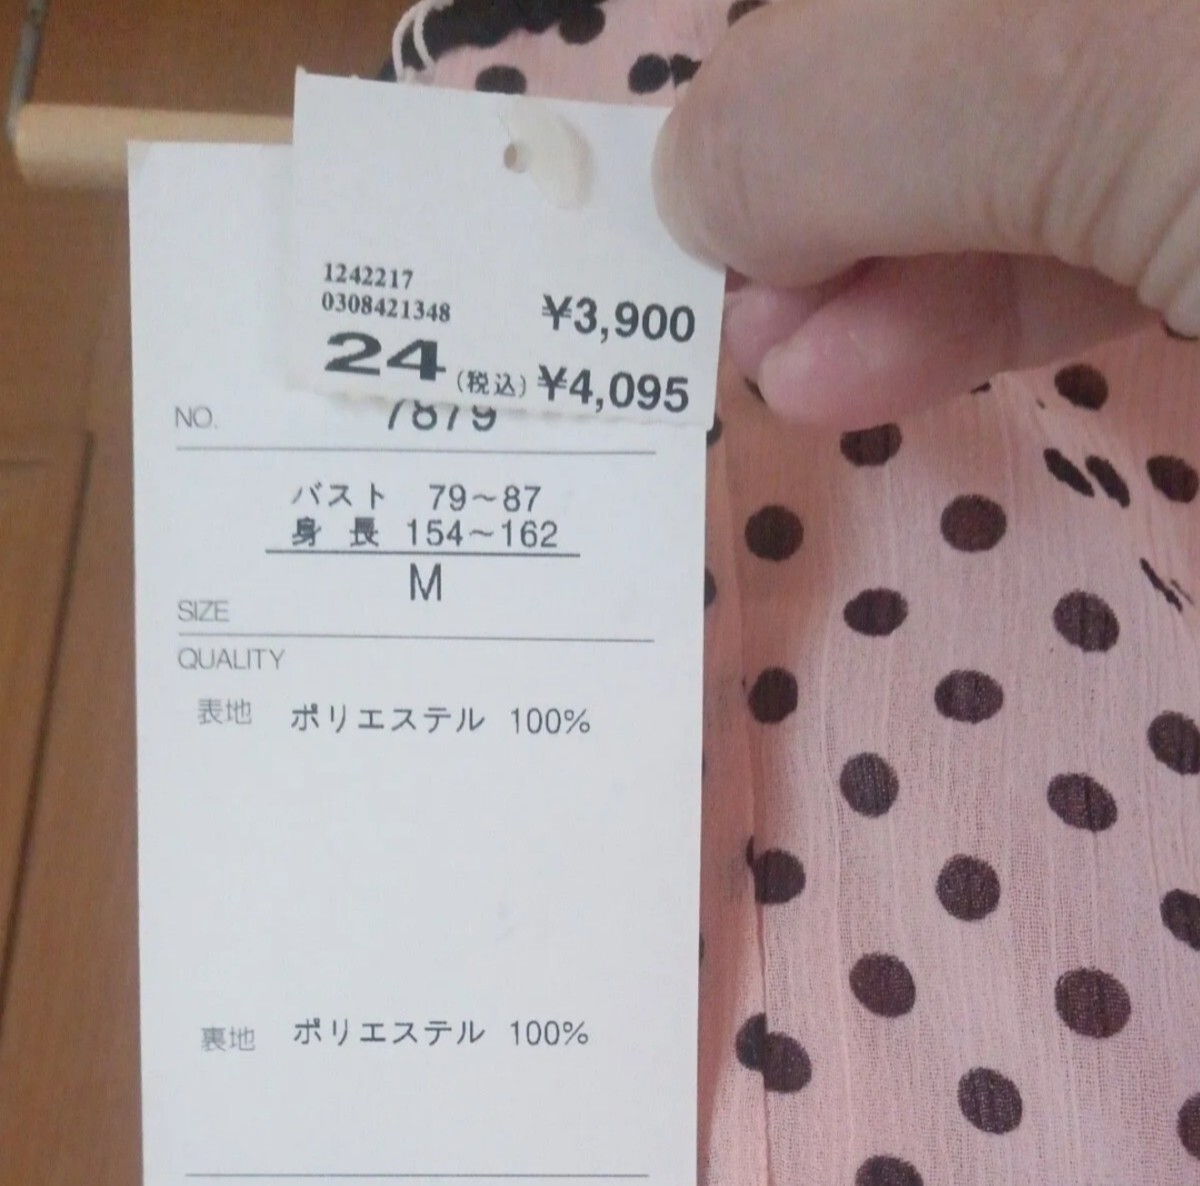 1242217
0308421348
¥3,900
24 (税込) ¥4,095
NO. 7879
バスト 79～87
身長 154～162
M
SIZE
QUALITY
表地 ポリエステル 100%
裏地 ポリエステル 100%